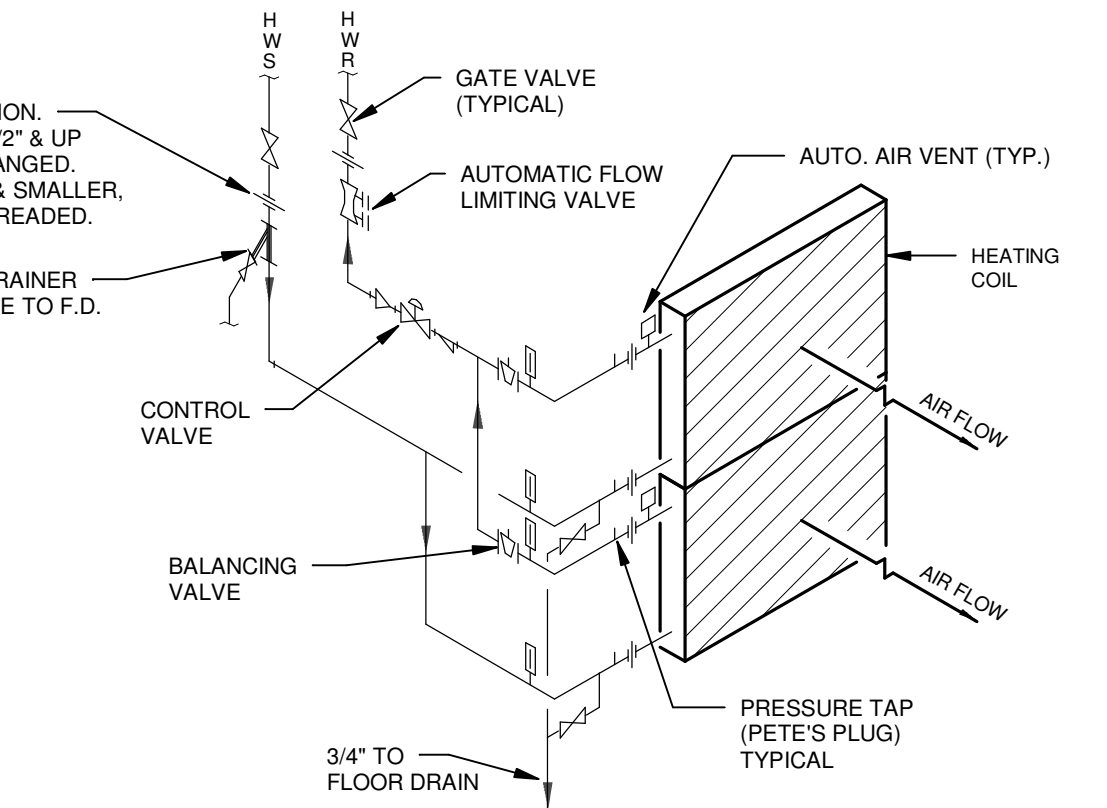 H
W
S
H
W
R
GATE VALVE
(TYPICAL)
ION.
/2" & UP
ANGED.
& SMALLER,
READED.
AUTO. AIR VENT (TYP.)
AUTOMATIC FLOW
LIMITING VALVE
HEATING
COIL
RAINER
E TO F.D.
CONTROL
VALVE
AIR FLOW
BALANCING
VALVE
AIR FLOW
PRESSURE TAP
(PETE'S PLUG)
TYPICAL
3/4" TO
FLOOR DRAIN